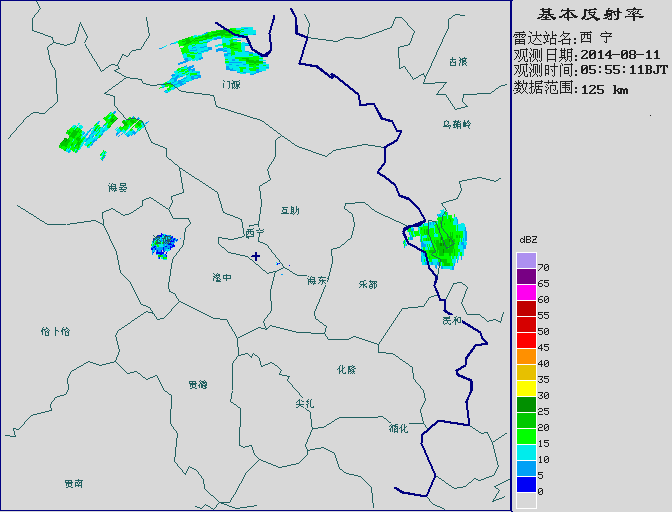 基本反射率
雷达站名:西 宁
观测日期:2014-08-11
观测时间:05:55:11BJT
数据范围:125 km
古浪
门源
乌鞘岭
海晏
互助
西宁
湟中
海东
乐都
民和
恰卜恰
化隆
贵德
尖扎
循化
贵南
dBZ
70
65
60
55
50
45
40
35
30
25
20
15
10
5
0